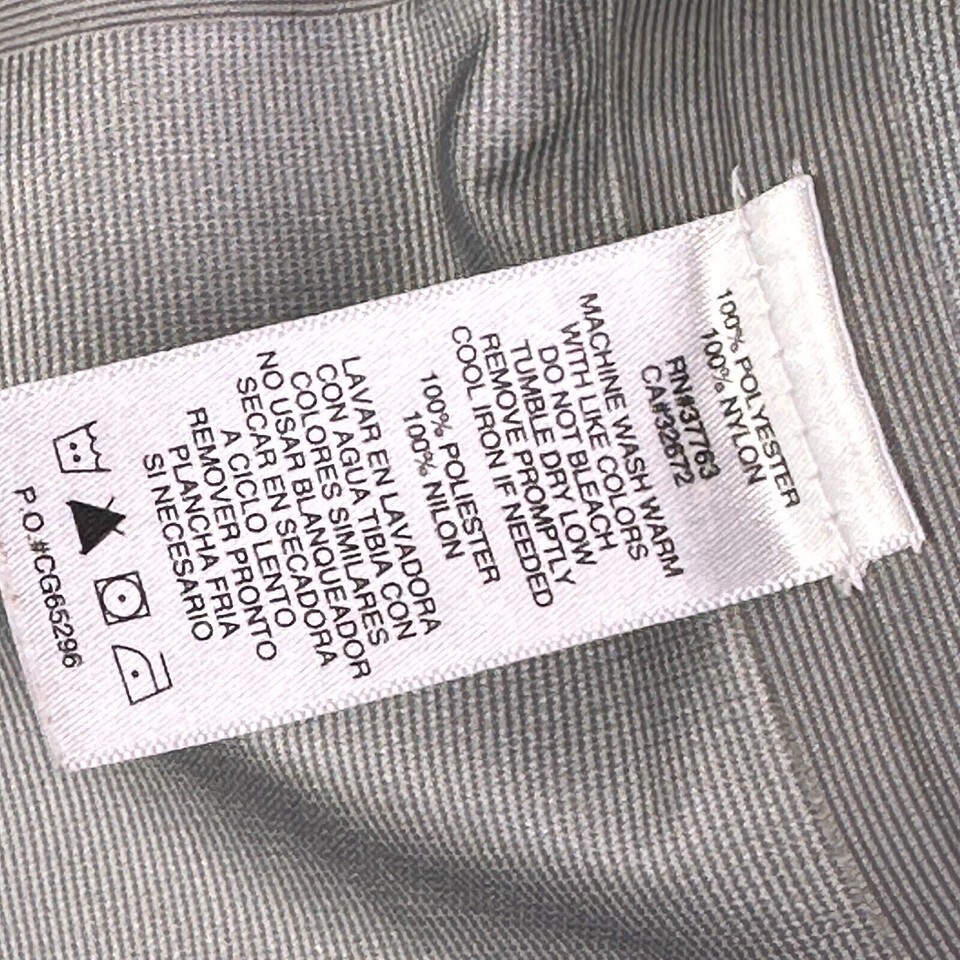 100% POLYESTER
100% NYLON
RN#37763
CA#32672
MACHINE WASH WARM
WITH LIKE COLORS
DO NOT BLEACH
TUMBLE DRY LOW
REMOVE PROMPTLY
COOL IRON IF NEEDED
100% POLIESTER
100% NILON
LAVAR EN LAVADORA
CON AGUA TIBIA CON
COLORES SIMILARES
NO USAR BLANQUEADOR
SECAR EN SECADORA
A CICLO LENTO
REMOVER PRONTO
PLANCHA FRIA
SI NECESARIO
P.O.#CG65296